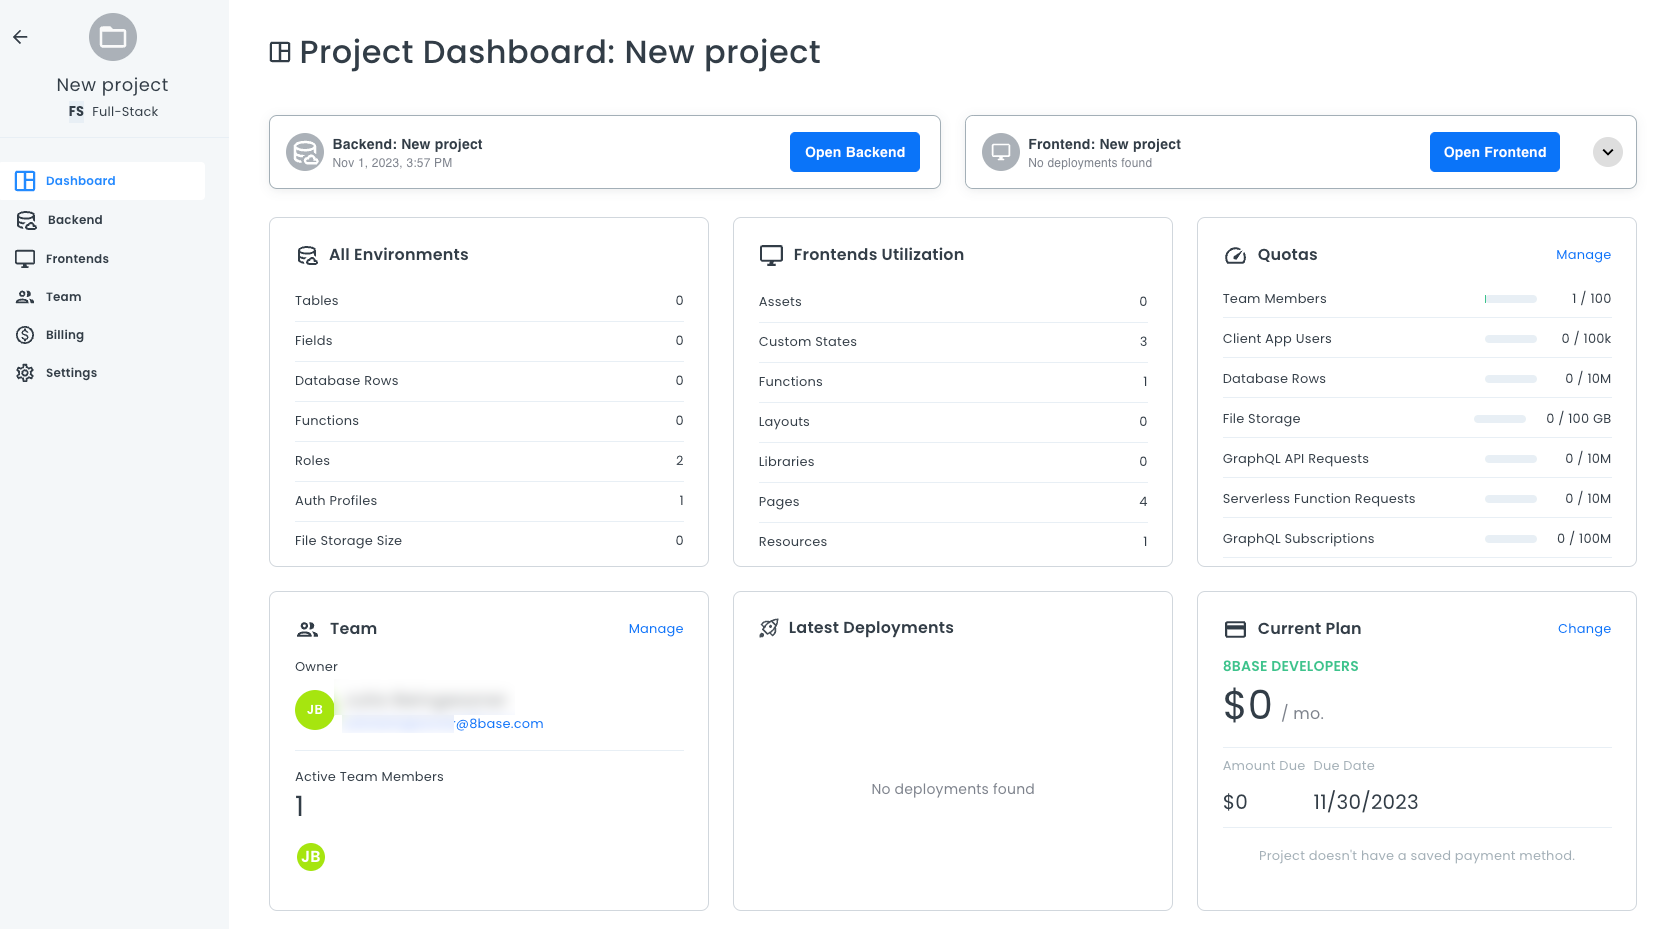 New project
FS Full-Stack
Dashboard
Backend
Frontends
Team
Billing
Settings
Project Dashboard: New project
Backend: New project
Nov 1, 2023, 3:57 PM
Open Backend
Frontend: New project
No deployments found
Open Frontend
All Environments
Tables 0
Fields 0
Database Rows 0
Functions 0
Roles 2
Auth Profiles 1
File Storage Size 0
Frontends Utilization
Assets 0
Custom States 3
Functions 1
Layouts 0
Libraries 0
Pages 4
Resources 1
Quotas Manage
Team Members 1 / 100
Client App Users 0 / 100k
Database Rows 0 / 10M
File Storage 0 / 100 GB
GraphQL API Requests 0 / 10M
Serverless Function Requests 0 / 10M
GraphQL Subscriptions 0 / 100M
Team Manage
Owner
JB
@8base.com
Active Team Members
1
JB
Latest Deployments
No deployments found
Current Plan Change
8BASE DEVELOPERS
$0 / mo.
Amount Due Due Date
$0 11/30/2023
Project doesn't have a saved payment method.